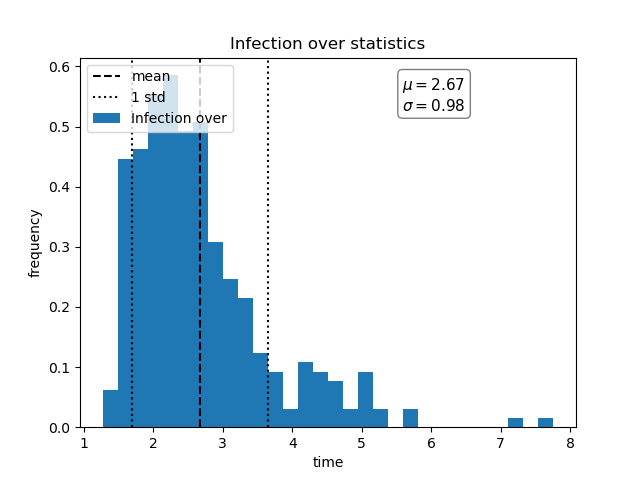 Infection over statistics
mean
1 std
Infection over
μ = 2.67
σ = 0.98
frequency
0.6
0.5
0.4
0.3
0.2
0.1
0.0
1 2 3 4 5 6 7 8
time